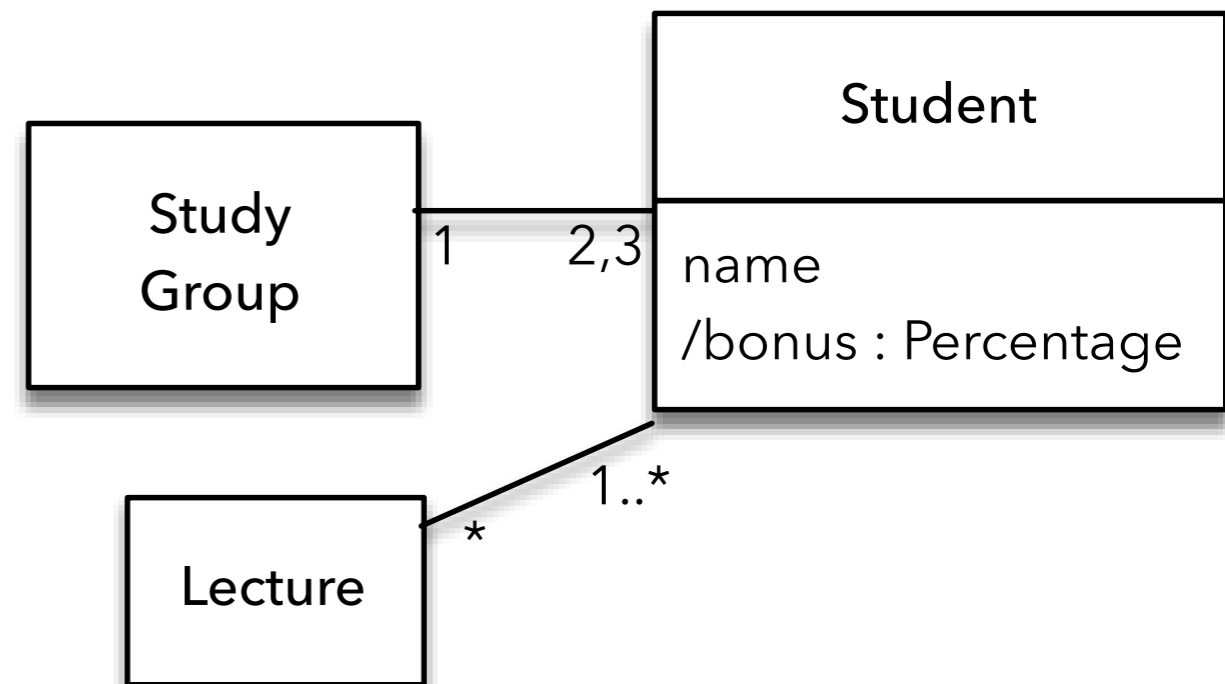 Student
Study
Group
1
2,3
name
/bonus : Percentage
1..*
*
Lecture